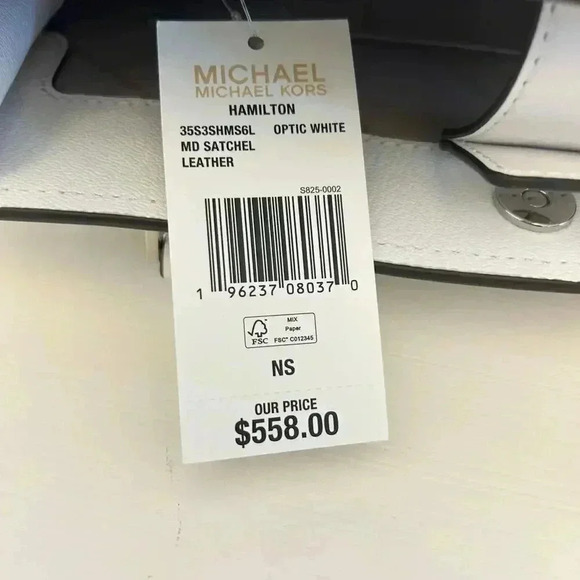 MICHAEL
MICHAEL KORS
HAMILTON
35S3SHMS6L OPTIC WHITE
MD SATCHEL
LEATHER
S825-0002
1 96237 08037 0
MIX
Paper
FSC® C012345
FSC
NS
OUR PRICE
$558.00